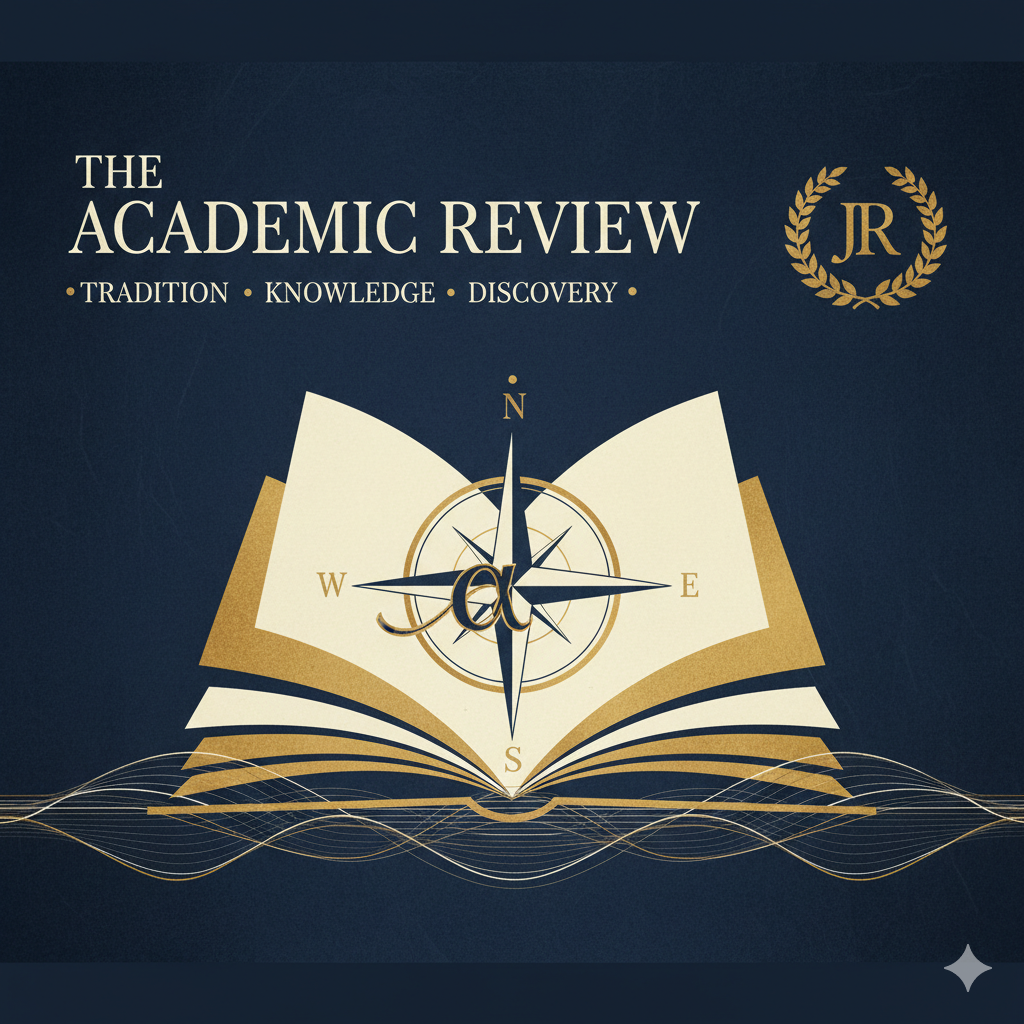 THE
ACADEMIC REVIEW
• TRADITION • KNOWLEDGE • DISCOVERY •
JR
N
W
a
E
S